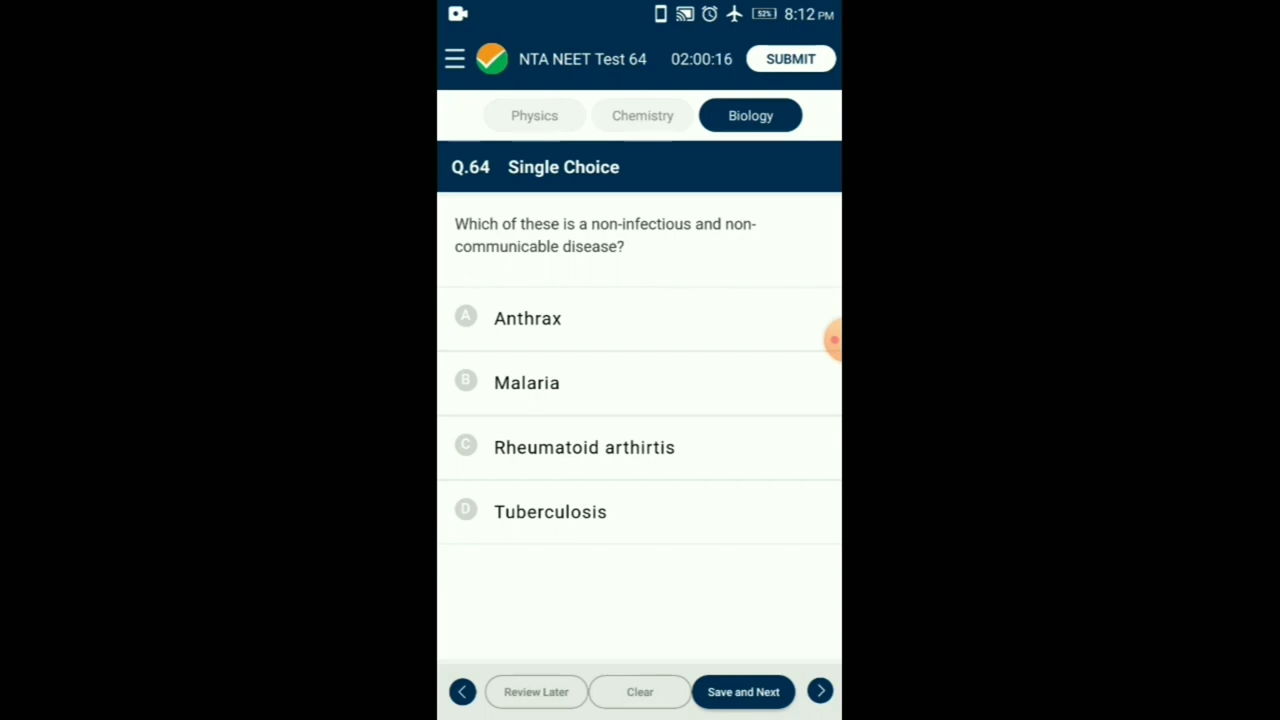 52% 8:12 PM
NTA NEET Test 64 02:00:16 SUBMIT
Physics Chemistry Biology
Q.64 Single Choice
Which of these is a non-infectious and non-
communicable disease?
A Anthrax
B Malaria
C Rheumatoid arthirtis
D Tuberculosis
Review Later Clear Save and Next